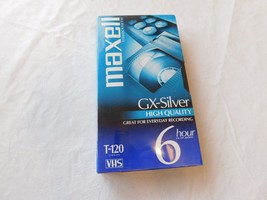 maxell
GX-Silver
HIGH QUALITY
GREAT FOR EVERYDAY RECORDING
T-120
6 hour
VHS